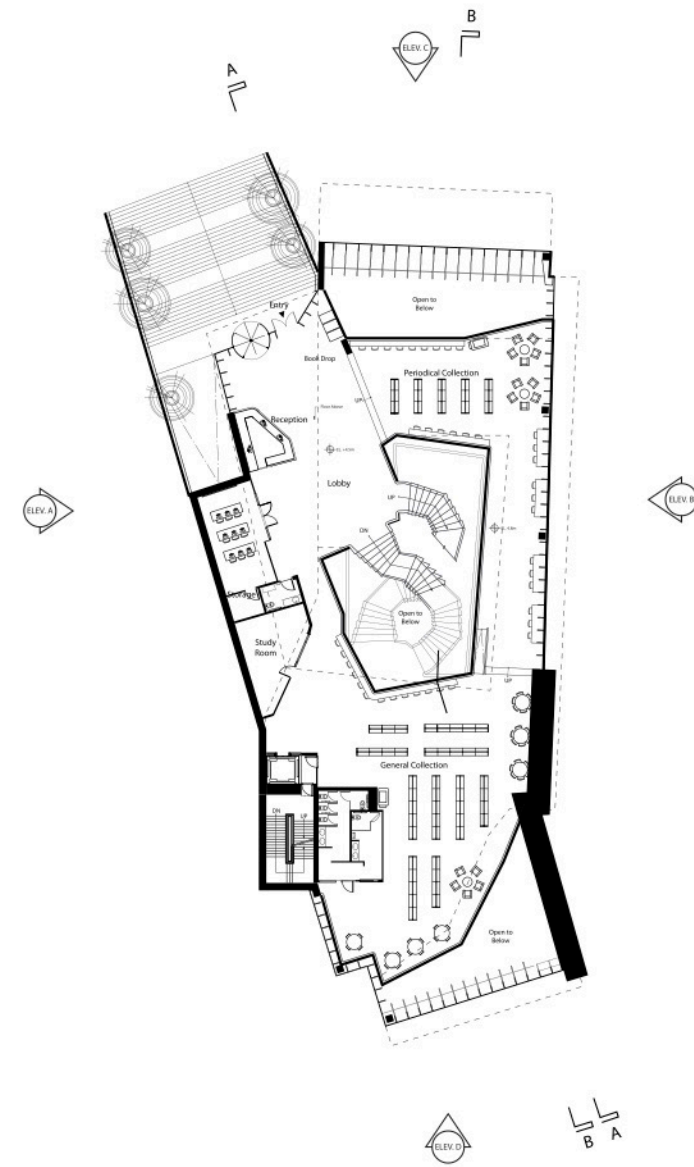 B
ELEV. C
A
Entry
Open to
Below
Book Drop
UP
Periodical Collection
Reception
Lobby
UP
ELEV. A
ELEV. B
DN
Storage
Open to
Below
Study
Room
UP
General Collection
DN
UP
Open to
Below
ELEV. D
B
A